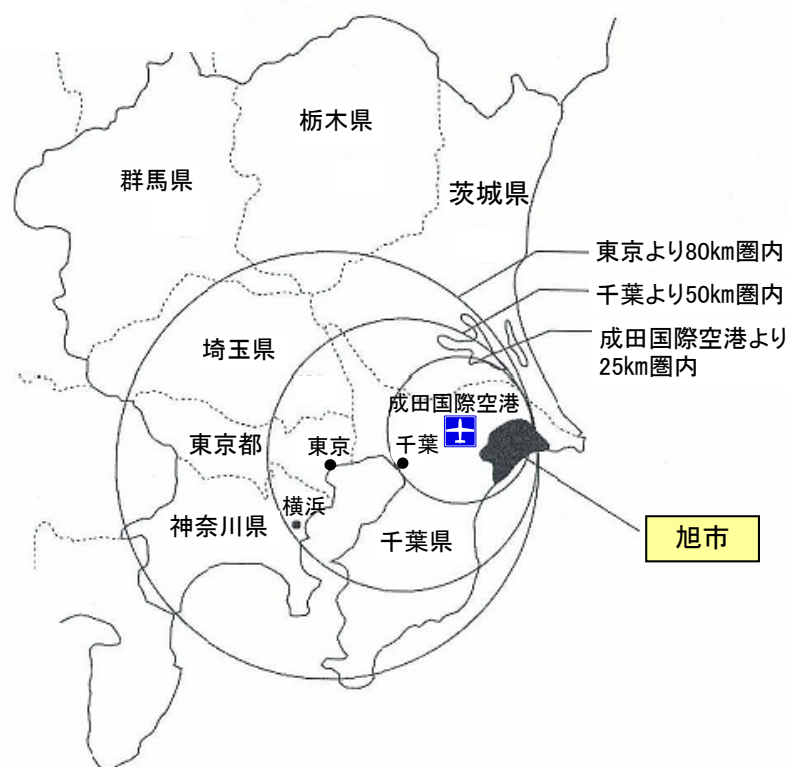 栃木県
群馬県
茨城県
東京より80km圏内
千葉より50km圏内
成田国際空港より
25km圏内
埼玉県
成田国際空港
東京都
東京
千葉
横浜
神奈川県
千葉県
旭市